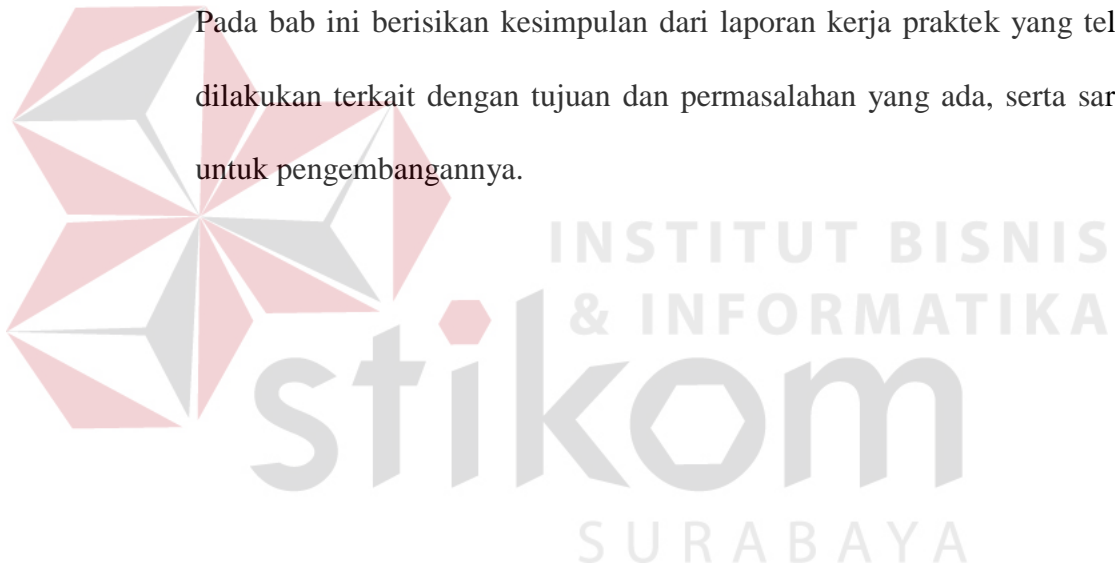 Pada bab ini berisikan kesimpulan dari laporan kerja praktek yang tel
dilakukan terkait dengan tujuan dan permasalahan yang ada, serta sar
untuk pengembangannya.
INSTITUT BISNIS
& INFORMATIKA
stikom
SURABAYA